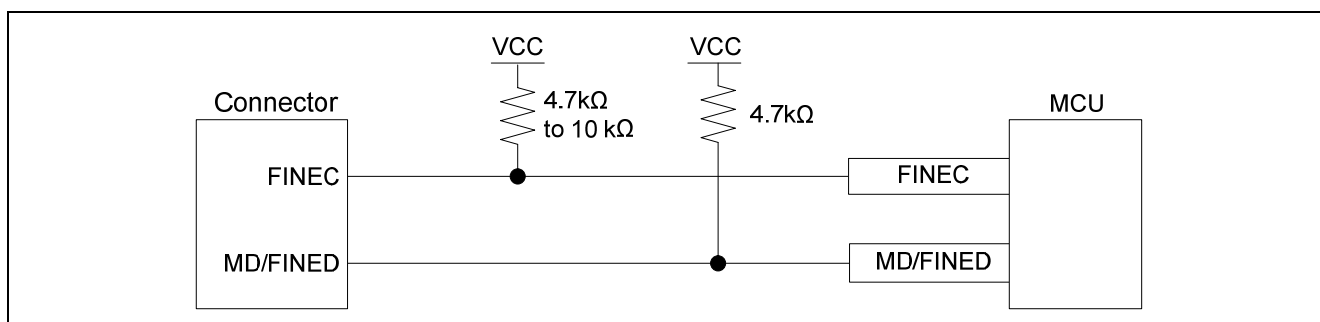 VCC
VCC
Connector
4.7kΩ
to 10 kΩ
4.7kΩ
MCU
FINEC
FINEC
MD/FINED
MD/FINED